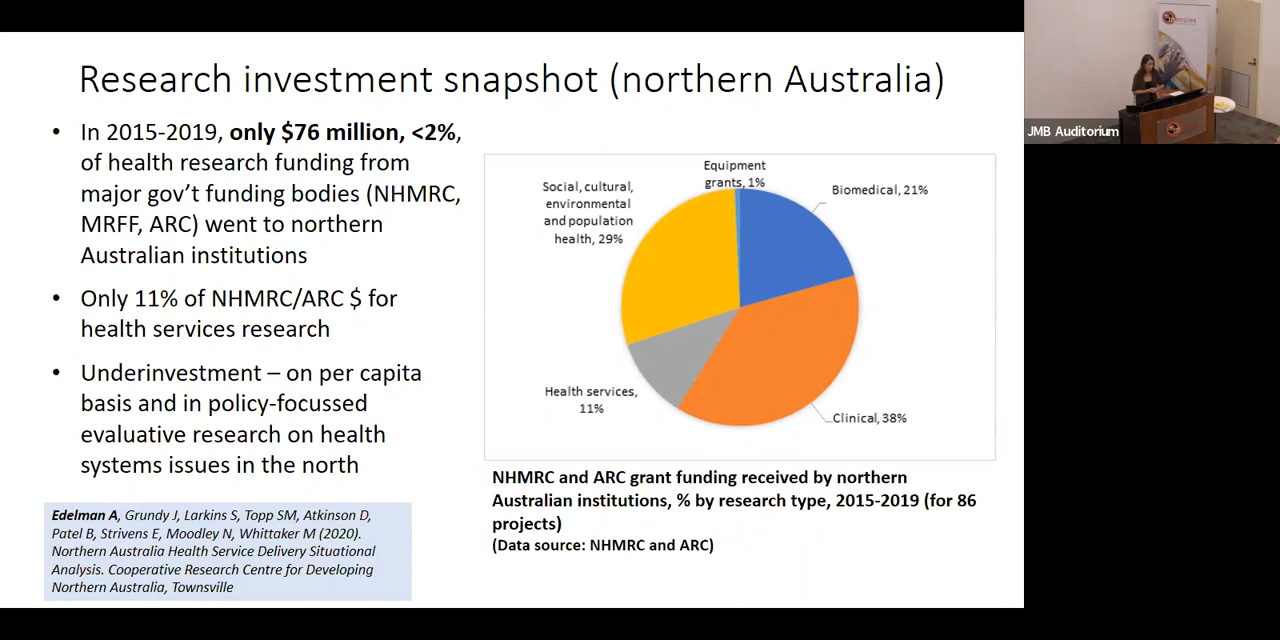 Research investment snapshot (northern Australia)
• In 2015-2019, only $76 million, <2%,
of health research funding from
major gov't funding bodies (NHMRC,
MRFF, ARC) went to northern
Australian institutions
• Only 11% of NHMRC/ARC $ for
health services research
• Underinvestment – on per capita
basis and in policy-focussed
evaluative research on health
systems issues in the north
Edelman A, Grundy J, Larkins S, Topp SM, Atkinson D,
Patel B, Strivens E, Moodley N, Whittaker M (2020).
Northern Australia Health Service Delivery Situational
Analysis. Cooperative Research Centre for Developing
Northern Australia, Townsville
Equipment
grants, 1%
Biomedical, 21%
Social, cultural,
environmental
and population
health, 29%
Health services,
11%
Clinical, 38%
NHMRC and ARC grant funding received by northern
Australian institutions, % by research type, 2015-2019 (for 86
projects)
(Data source: NHMRC and ARC)
menzies
JMB Auditorium